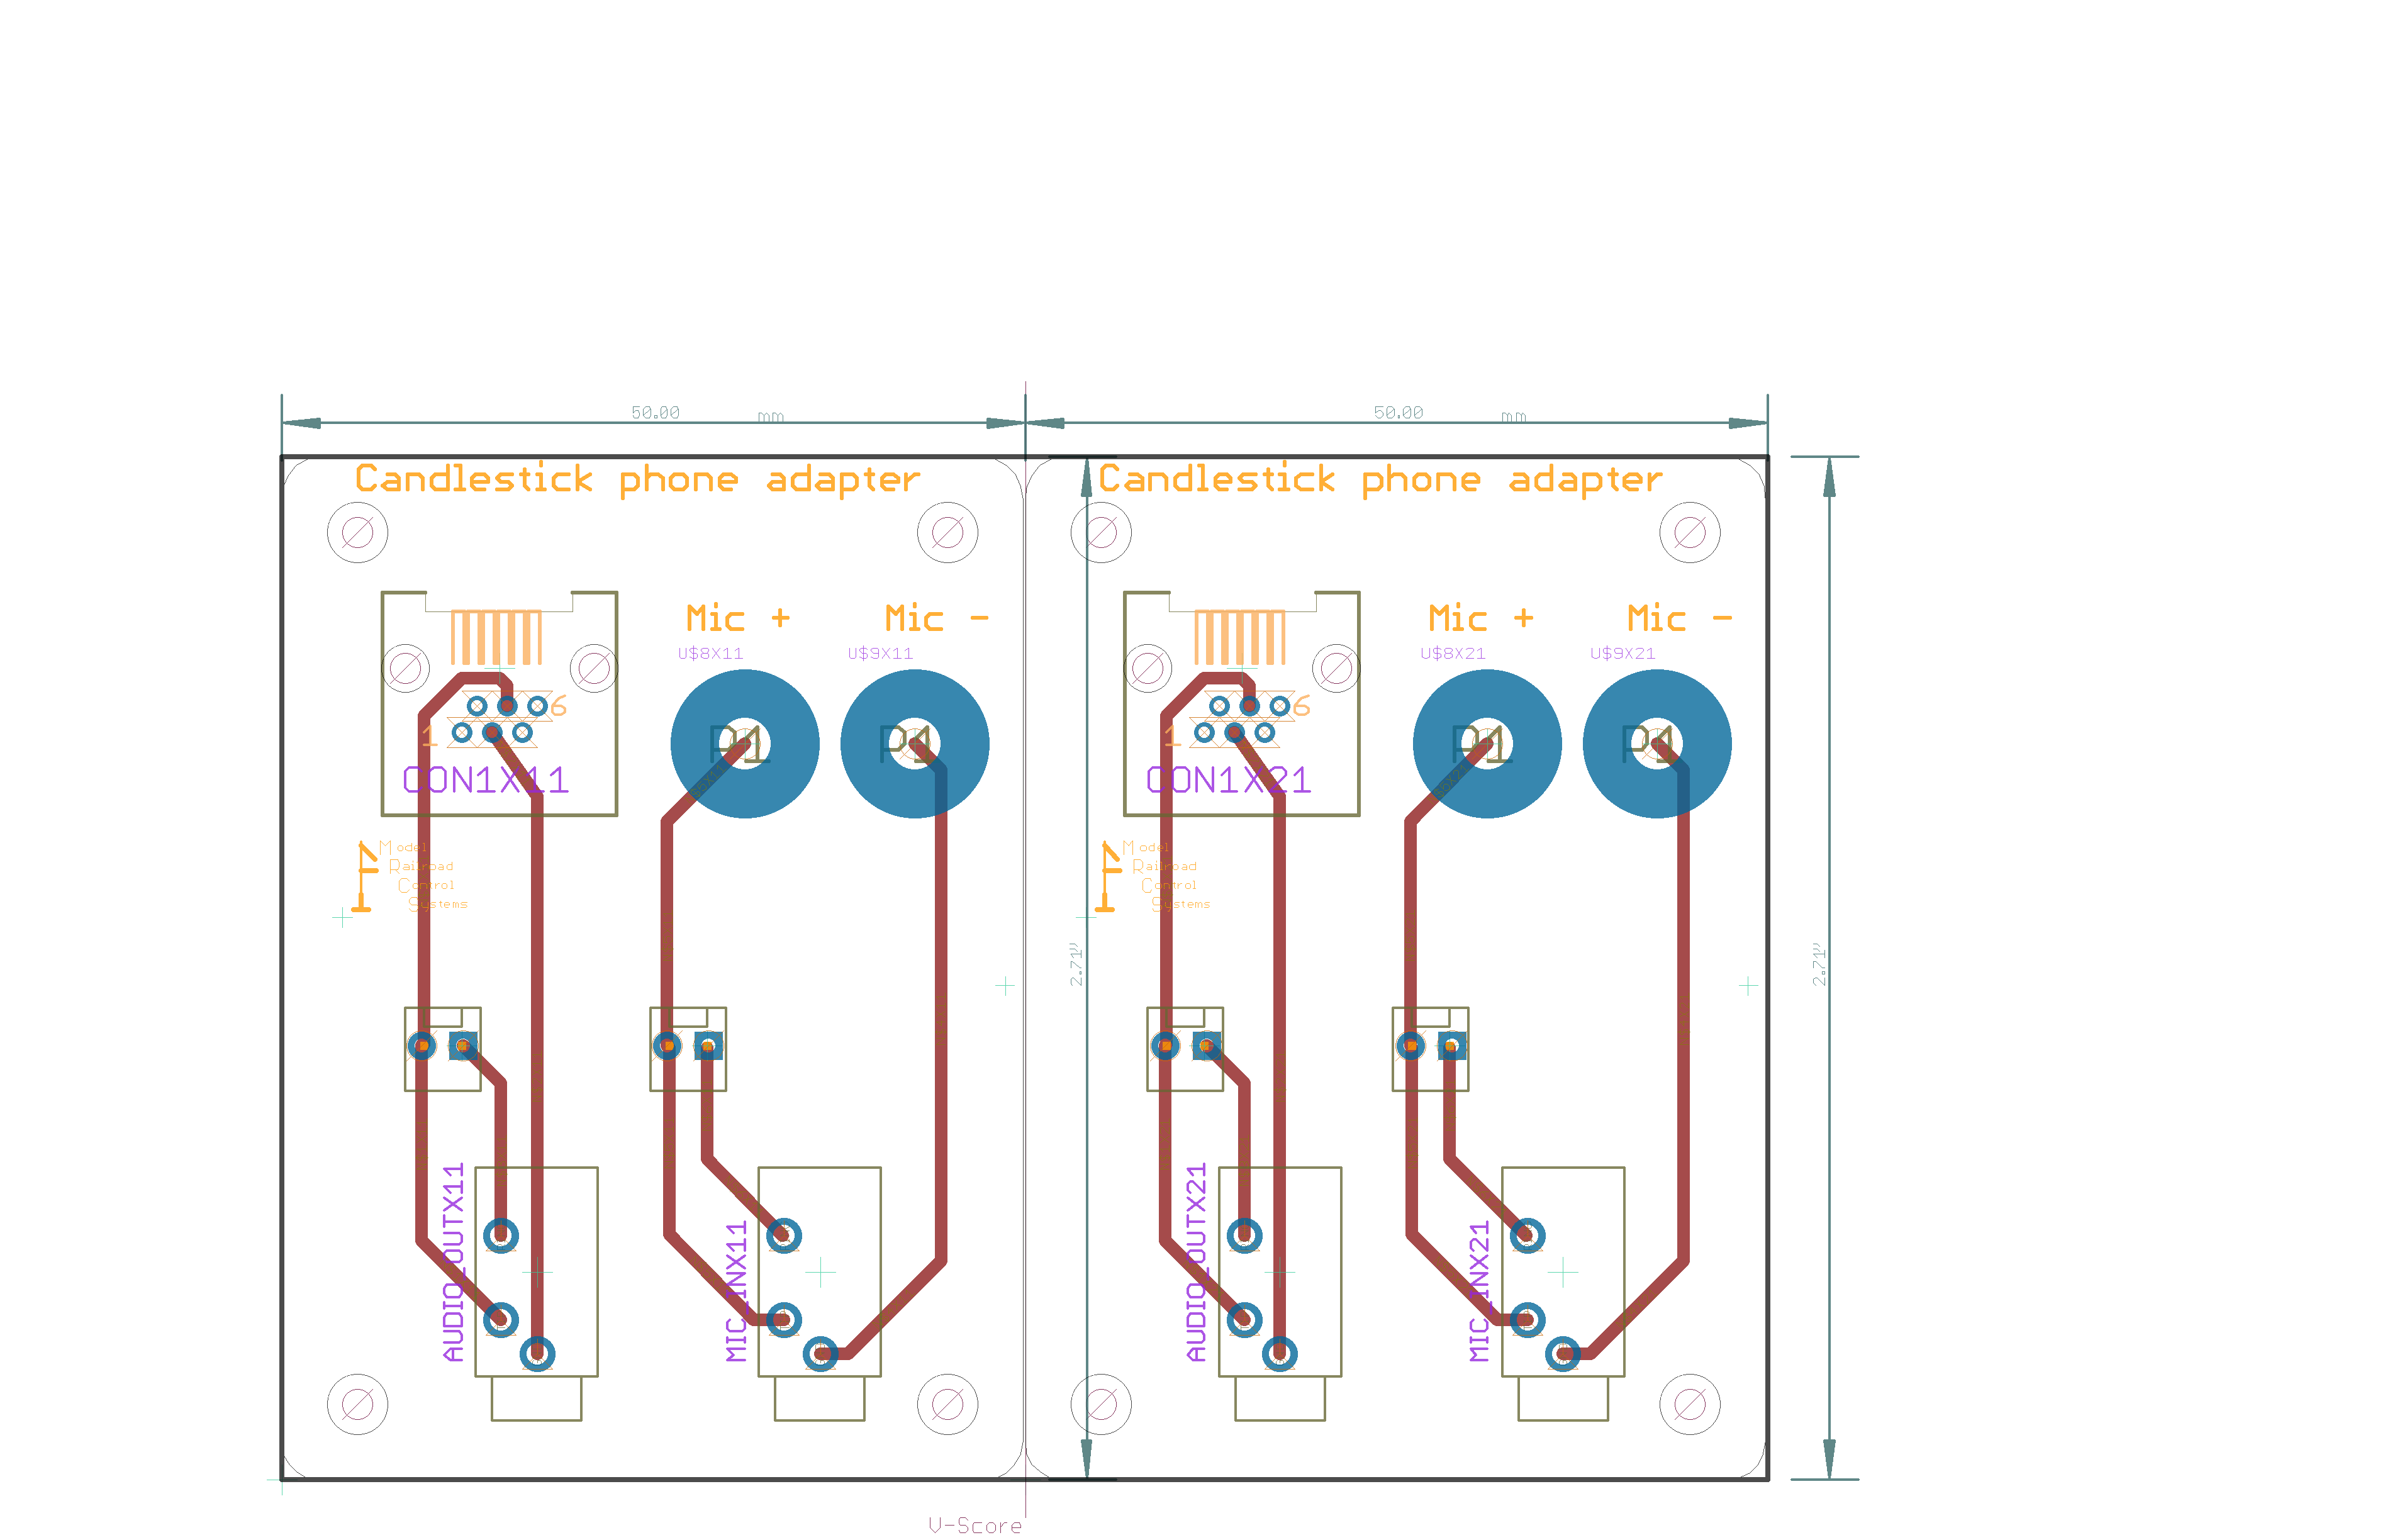 50.00 mm 50.00 mm
Candlestick phone adapter Candlestick phone adapter
Mic + Mic - Mic + Mic -
U$8X11 U$9X11 U$8X21 U$9X21
6 6
1 P1 P1 1 P1 P1
CON1X11 CON1X21
Model Model
Railroad Railroad
Control Control
Systems Systems
2.71" 2.71"
AUDIO_OUTX11 MIC_INX11 AUDIO_OUTX21 MIC_INX21
V-Score